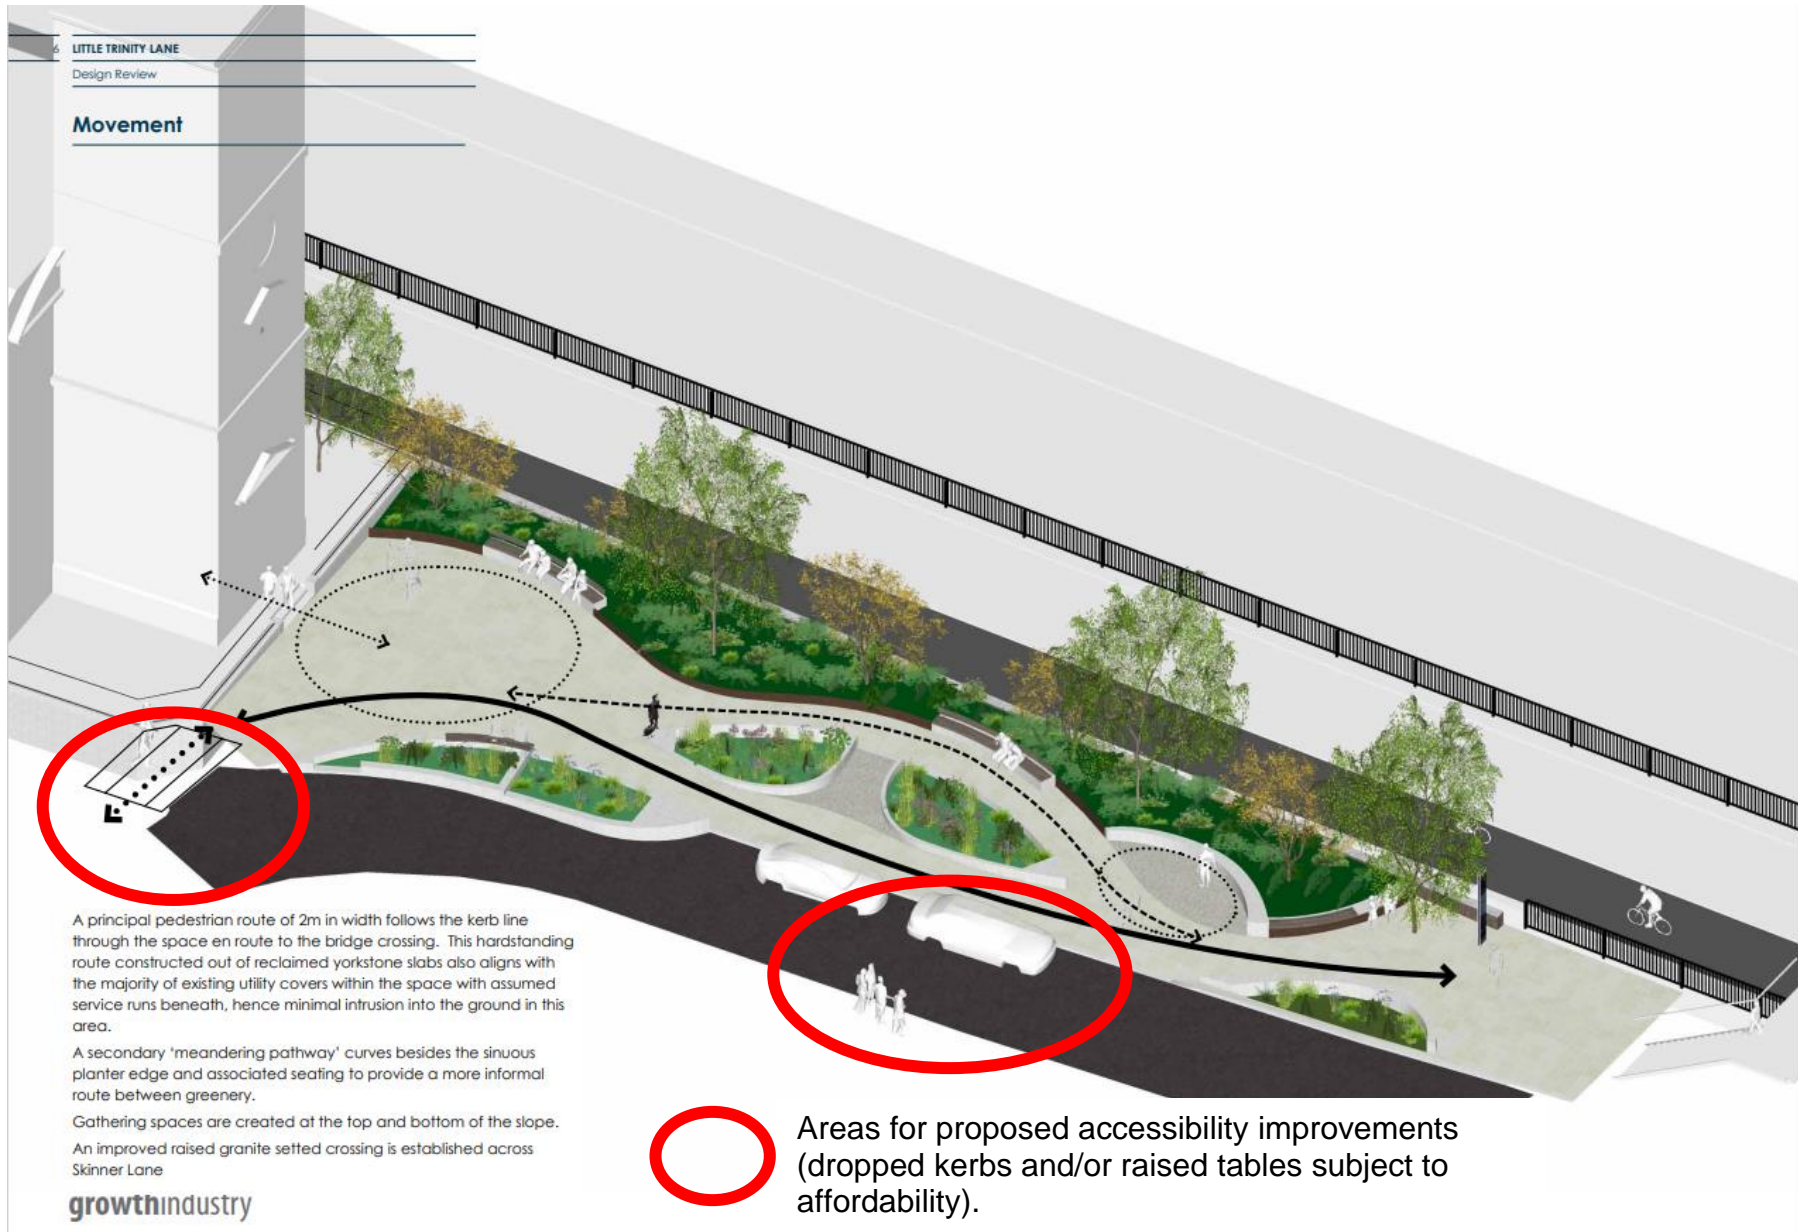 6 LITTLE TRINITY LANE
Design Review
Movement
A principal pedestrian route of 2m in width follows the kerb line
through the space en route to the bridge crossing. This hardstanding
route constructed out of reclaimed yorkstone slabs also aligns with
the majority of existing utility covers within the space with assumed
service runs beneath, hence minimal intrusion into the ground in this
area.
A secondary 'meandering pathway' curves besides the sinuous
planter edge and associated seating to provide a more informal
route between greenery.
Gathering spaces are created at the top and bottom of the slope.
An improved raised granite setted crossing is established across
Skinner Lane
growthindustry
Areas for proposed accessibility improvements
(dropped kerbs and/or raised tables subject to
affordability).